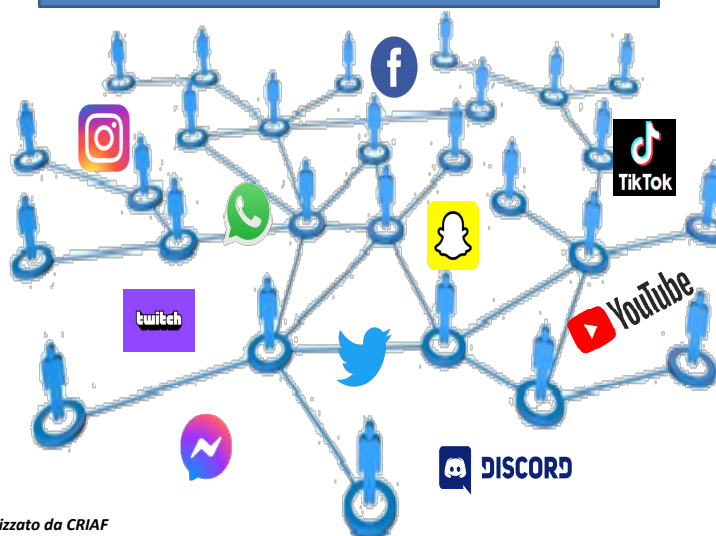 TikTok
YouTube
twitch
DISCORD
izzato da CRIAF